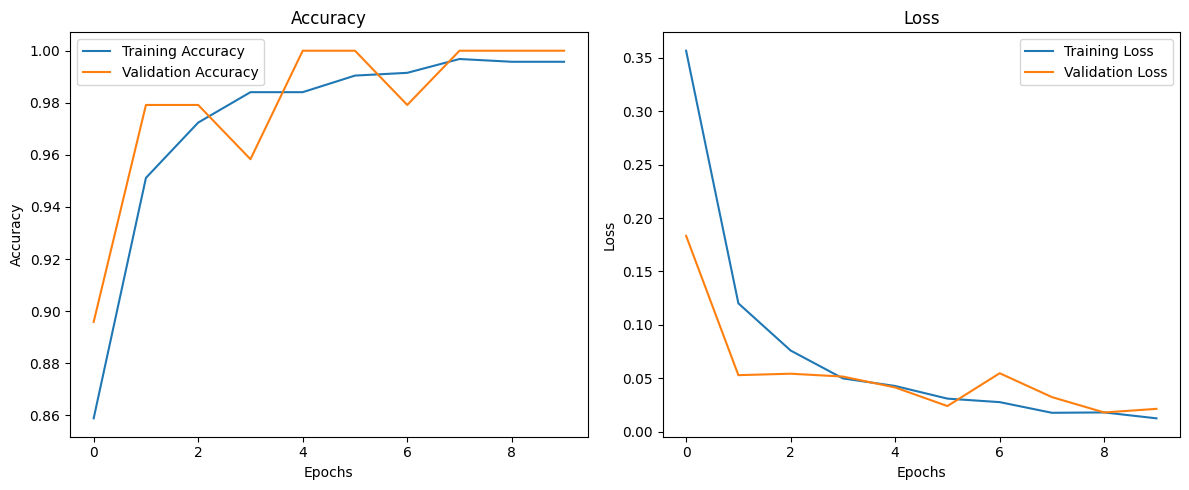 Accuracy
Training Accuracy
Validation Accuracy
1.00
0.98
0.96
0.94
0.92
0.90
0.88
0.86
Accuracy
0 2 4 6 8
Epochs
Loss
Training Loss
Validation Loss
0.35
0.30
0.25
0.20
0.15
0.10
0.05
0.00
Loss
0 2 4 6 8
Epochs